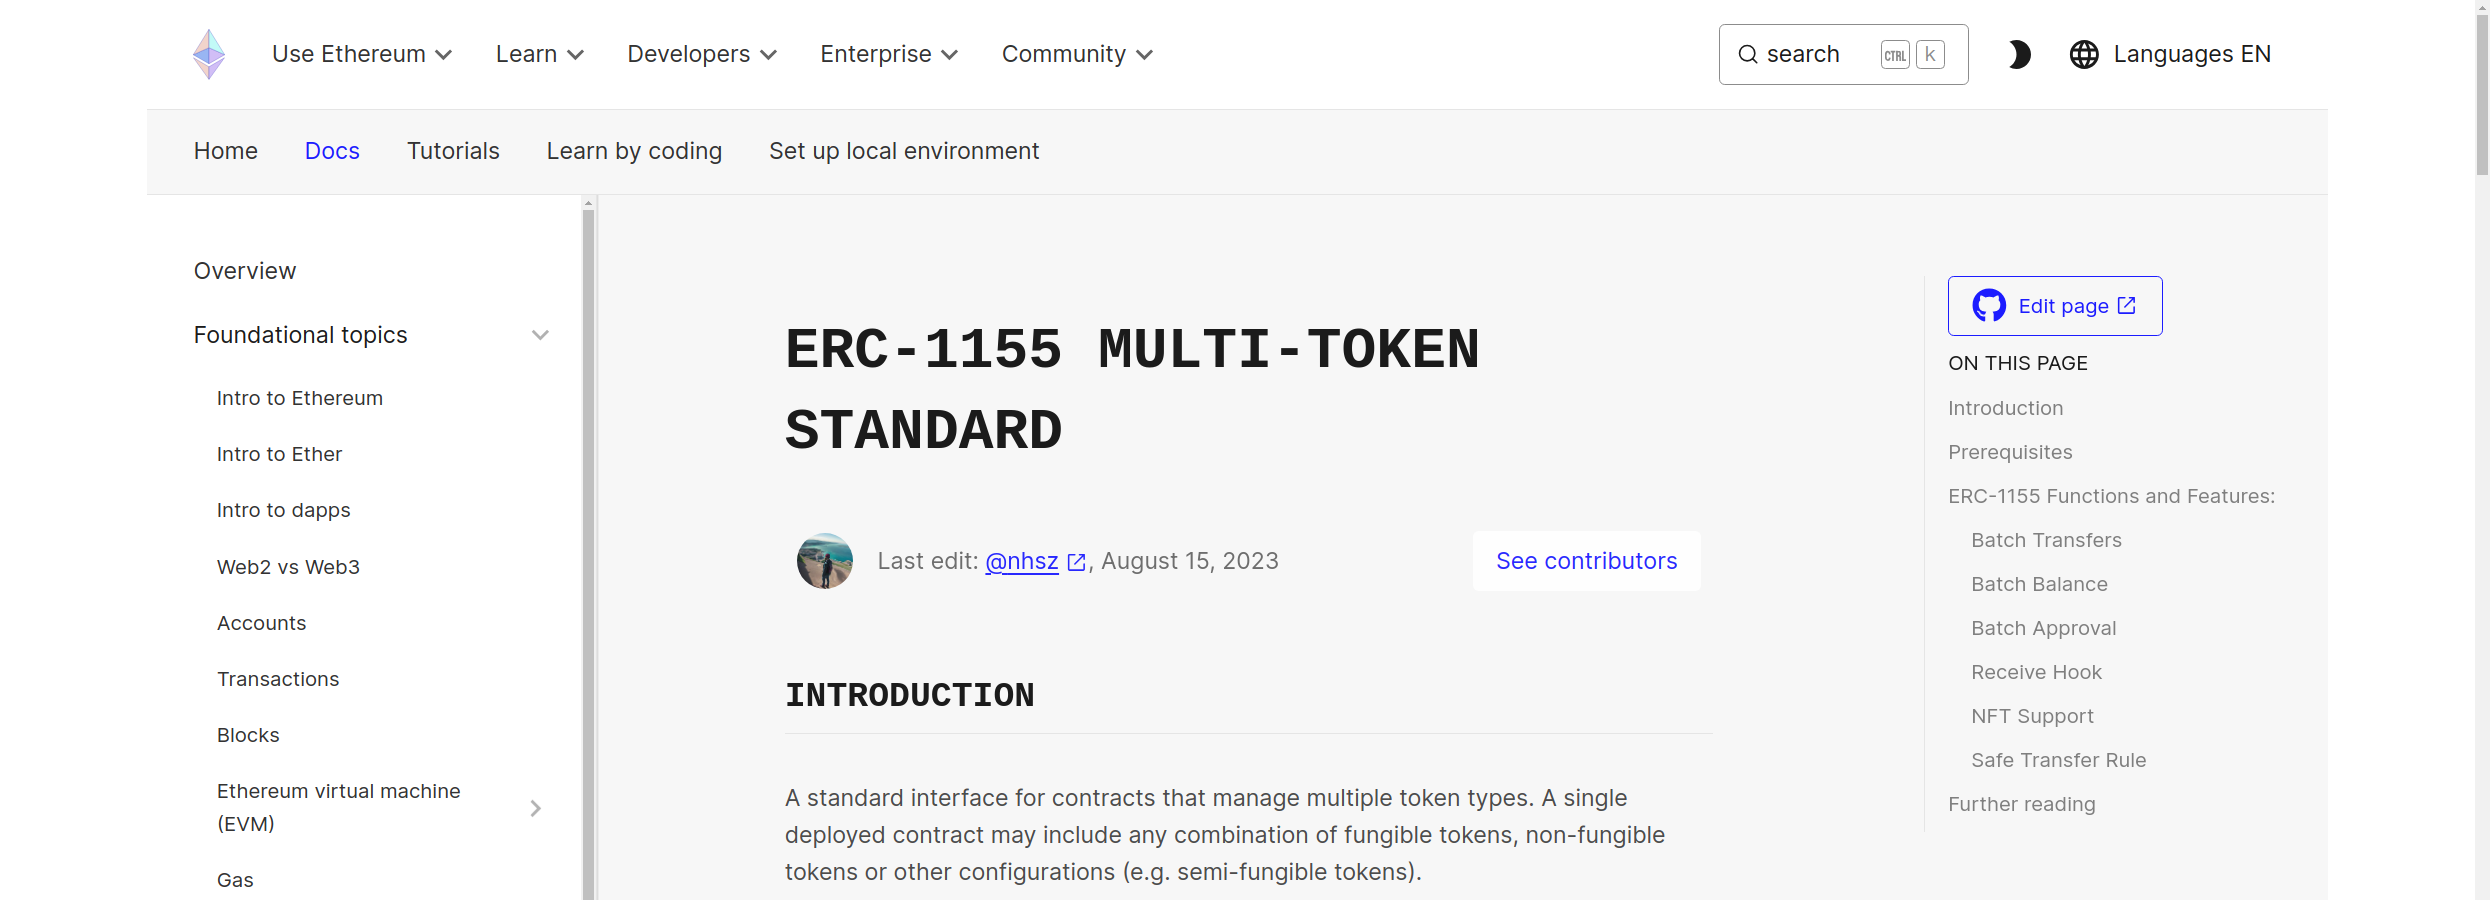 Use Ethereum Learn Developers Enterprise Community search CTRL k Languages EN
Home Docs Tutorials Learn by coding Set up local environment
Overview
Foundational topics
Intro to Ethereum
Intro to Ether
Intro to dapps
Web2 vs Web3
Accounts
Transactions
Blocks
Ethereum virtual machine
(EVM)
Gas
ERC-1155 MULTI-TOKEN
STANDARD
Last edit: @nhsz, August 15, 2023
See contributors
INTRODUCTION
A standard interface for contracts that manage multiple token types. A single
deployed contract may include any combination of fungible tokens, non-fungible
tokens or other configurations (e.g. semi-fungible tokens).
Edit page
ON THIS PAGE
Introduction
Prerequisites
ERC-1155 Functions and Features:
Batch Transfers
Batch Balance
Batch Approval
Receive Hook
NFT Support
Safe Transfer Rule
Further reading